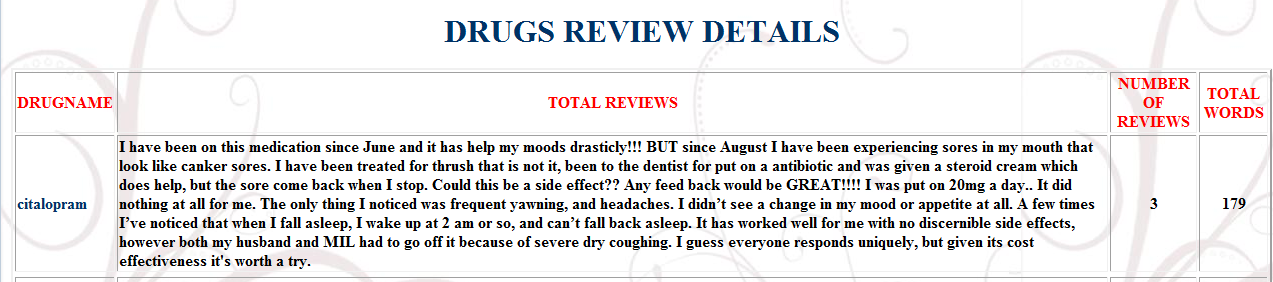 DRUGS REVIEW DETAILS
DRUGNAME
TOTAL REVIEWS
NUMBER
OF
REVIEWS
TOTAL
WORDS
citalopram
I have been on this medication since June and it has help my moods drasticly!!! BUT since August I have been experiencing sores in my mouth that
look like canker sores. I have been treated for thrush that is not it, been to the dentist for put on a antibiotic and was given a steroid cream which
does help, but the sore come back when I stop. Could this be a side effect?? Any feed back would be GREAT!!!! I was put on 20mg a day.. It did
nothing at all for me. The only thing I noticed was frequent yawning, and headaches. I didn’t see a change in my mood or appetite at all. A few times
I’ve noticed that when I fall asleep, I wake up at 2 am or so, and can’t fall back asleep. It has worked well for me with no discernible side effects,
however both my husband and MIL had to go off it because of severe dry coughing. I guess everyone responds uniquely, but given its cost
effectiveness it's worth a try.
3
179